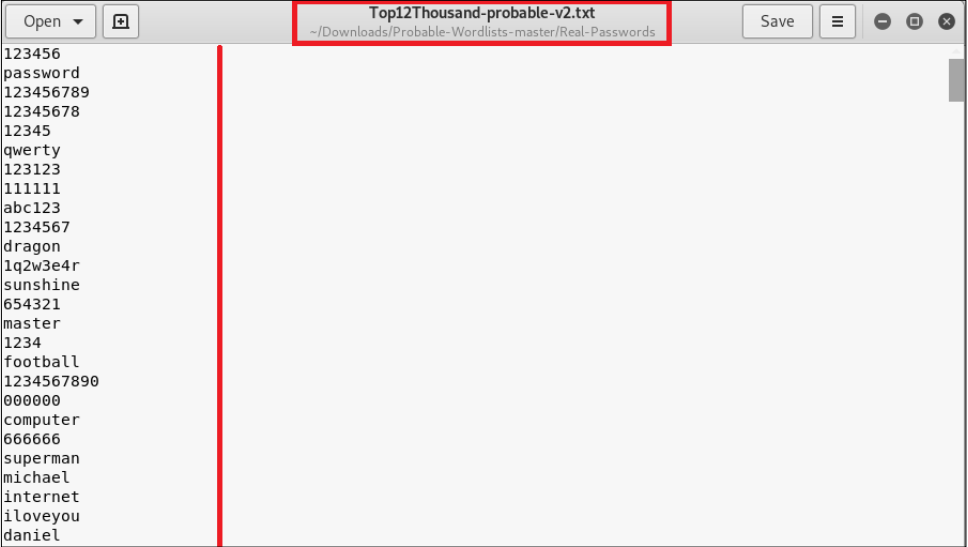 Open
Top12Thousand-probable-v2.txt
~/Downloads/Probable-Wordlists-master/Real-Passwords
Save
123456
password
123456789
12345678
12345
qwerty
123123
111111
abc123
1234567
dragon
1q2w3e4r
sunshine
654321
master
1234
football
1234567890
000000
computer
666666
superman
michael
internet
iloveyou
daniel